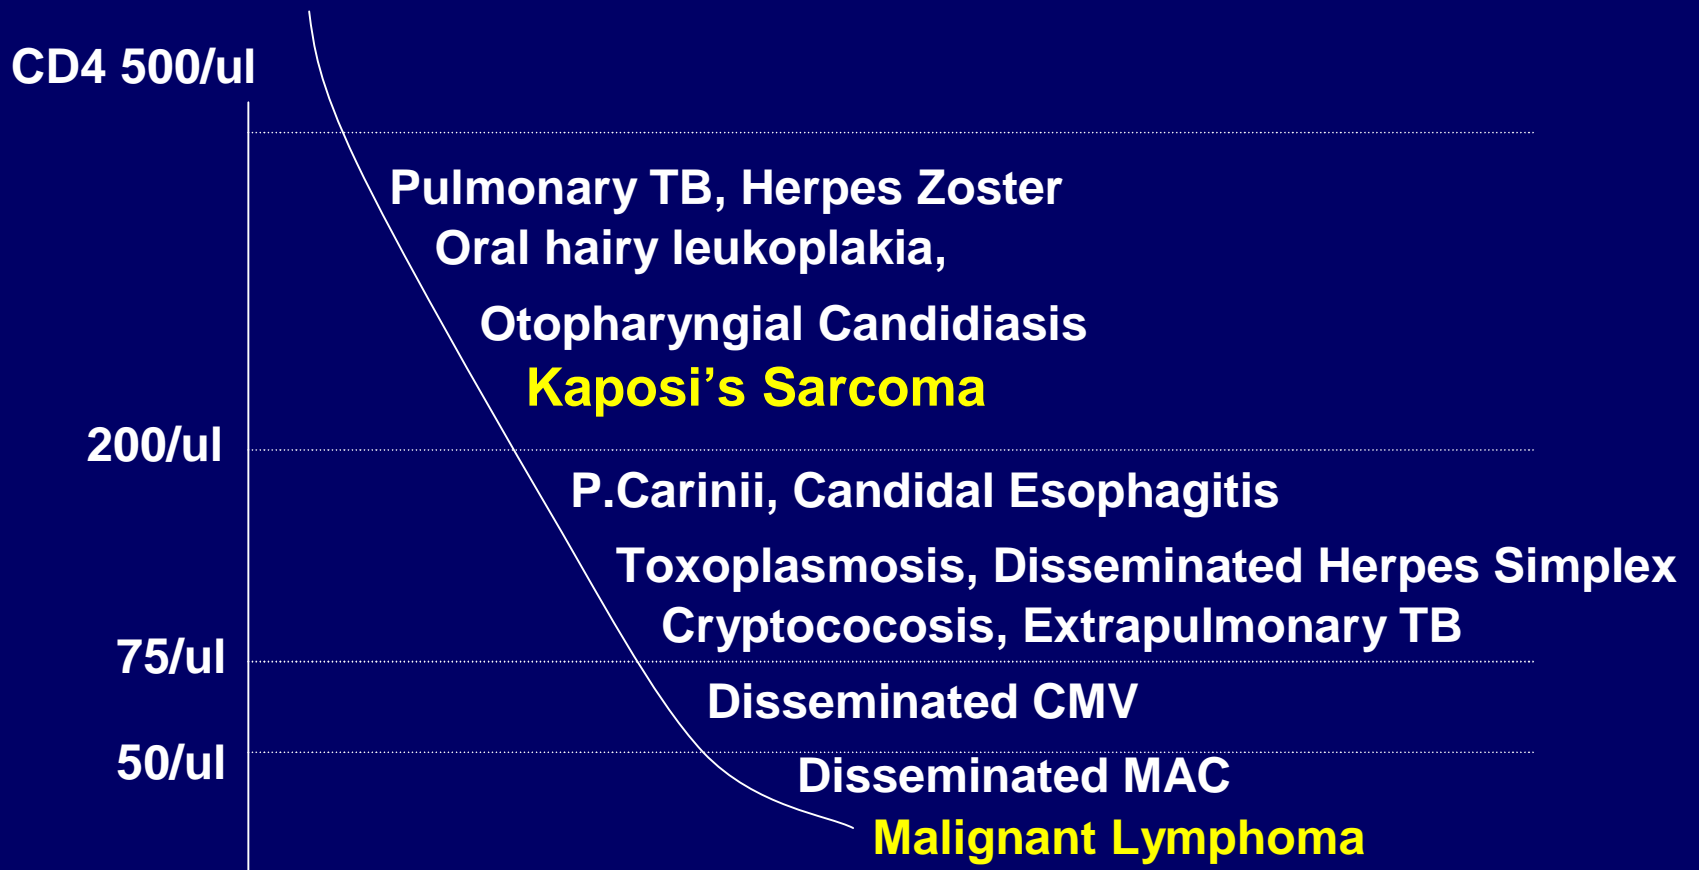 CD4 500/ul
Pulmonary TB, Herpes Zoster
Oral hairy leukoplakia,
Otopharyngial Candidiasis
Kaposi’s Sarcoma
200/ul
P.Carinii, Candidal Esophagitis
Toxoplasmosis, Disseminated Herpes Simplex
Cryptococosis, Extrapulmonary TB
75/ul
Disseminated CMV
50/ul
Disseminated MAC
Malignant Lymphoma